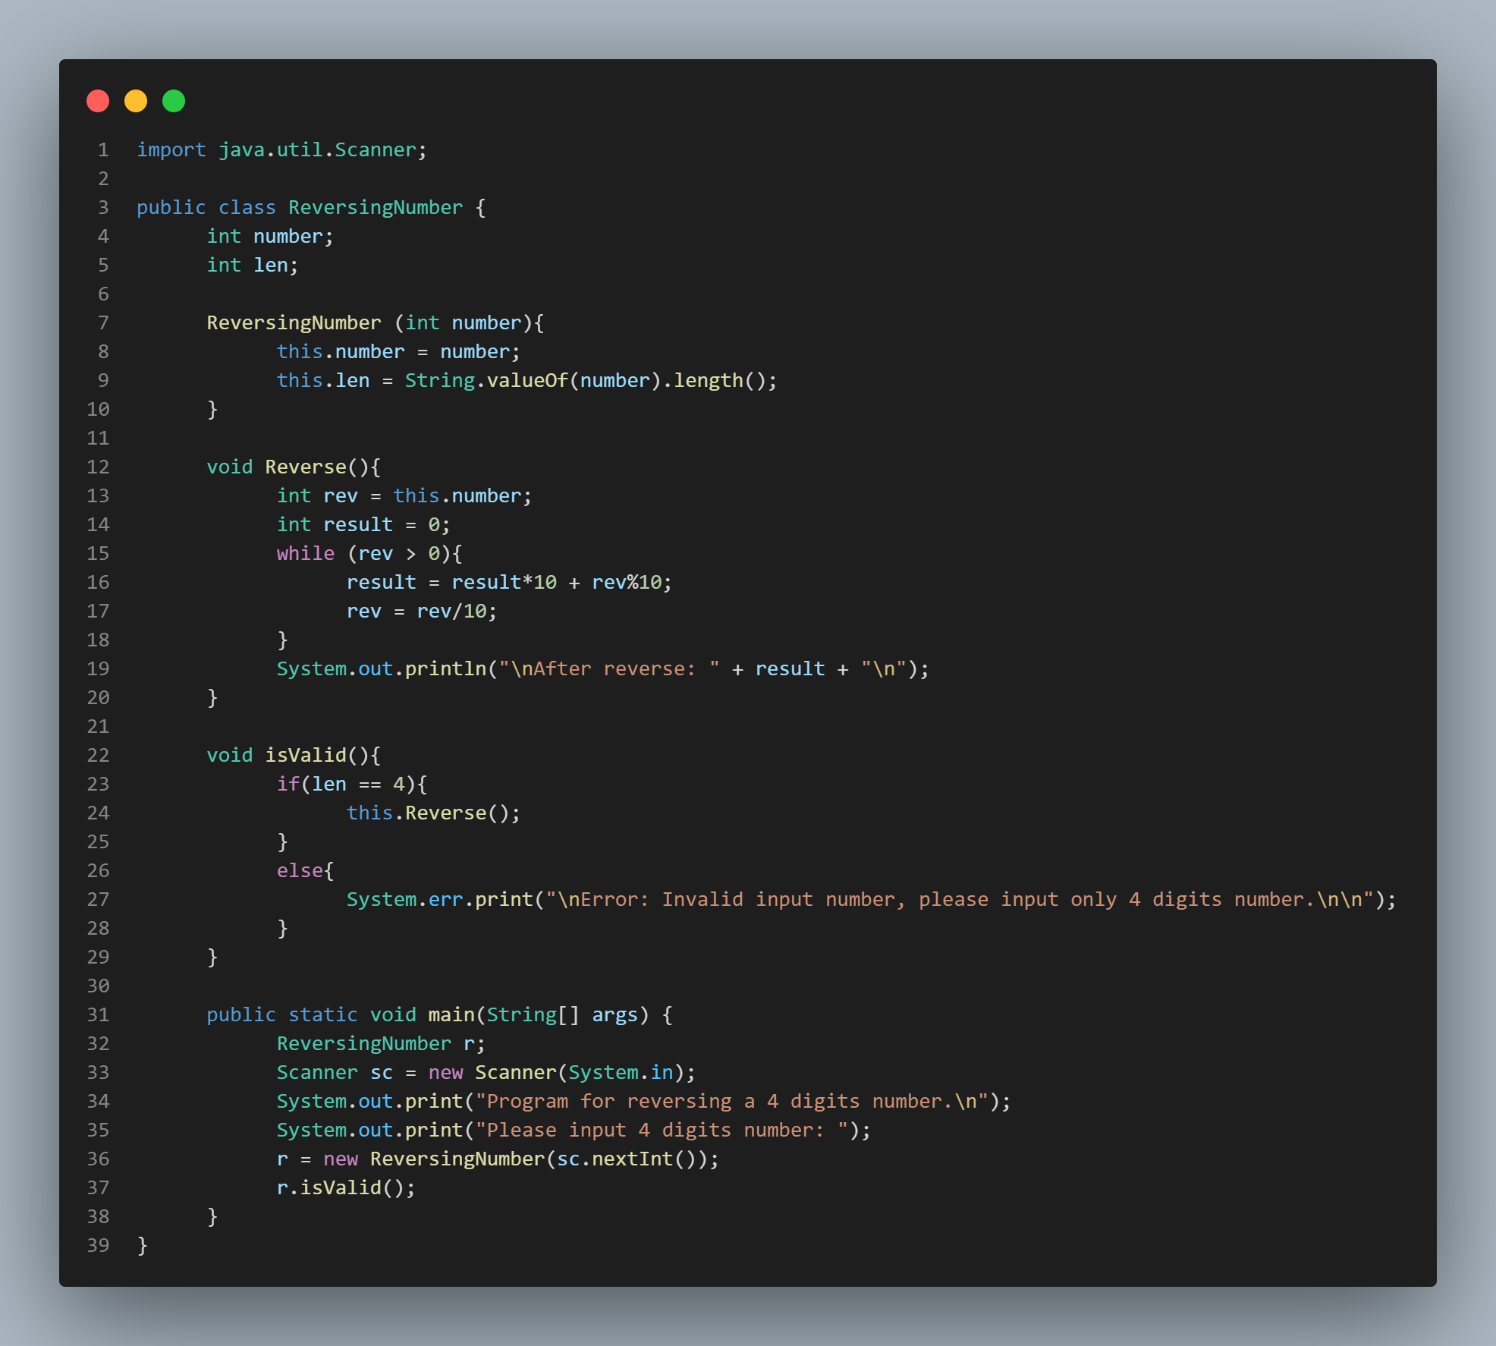 1 import java.util.Scanner;
2
3 public class ReversingNumber {
4       int number;
5       int len;
6
7       ReversingNumber (int number){
8             this.number = number;
9             this.len = String.valueOf(number).length();
10       }
11
12       void Reverse(){
13             int rev = this.number;
14             int result = 0;
15             while (rev > 0){
16                   result = result*10 + rev%10;
17                   rev = rev/10;
18             }
19             System.out.println("\nAfter reverse: " + result + "\n");
20       }
21
22       void isValid(){
23             if(len == 4){
24                   this.Reverse();
25             }
26             else{
27                   System.err.print("\nError: Invalid input number, please input only 4 digits number.\n\n");
28             }
29       }
30
31       public static void main(String[] args) {
32             ReversingNumber r;
33             Scanner sc = new Scanner(System.in);
34             System.out.print("Program for reversing a 4 digits number.\n");
35             System.out.print("Please input 4 digits number: ");
36             r = new ReversingNumber(sc.nextInt());
37             r.isValid();
38       }
39 }